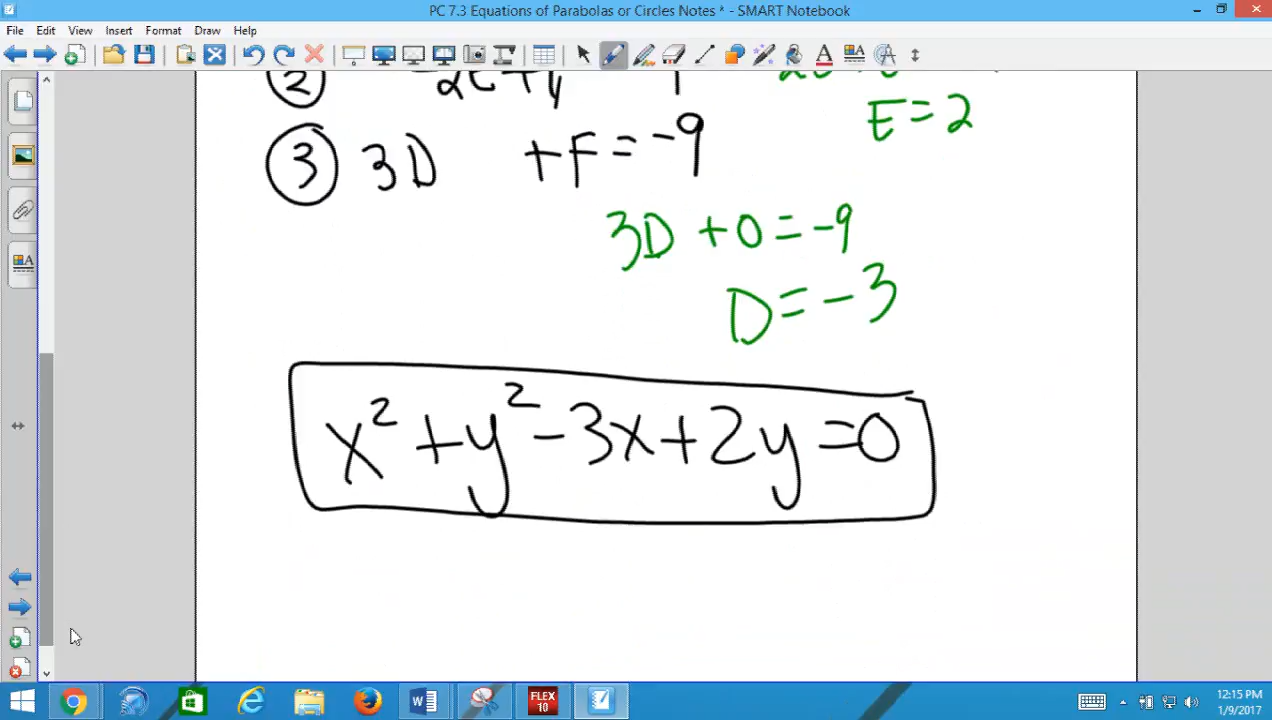 PC 7.3 Equations of Parabolas or Circles Notes * - SMART Notebook
File Edit View Insert Format Draw Help
②
E = 2
③ 3D + F = -9
3D + 0 = -9
D = -3
x² + y² - 3x + 2y = 0
FLEX 10
12:15 PM
1/9/2017